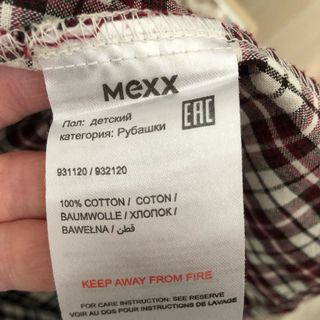 mexx
Пол: детский
категория: Рубашки
EAC
931120 / 932120
100% COTTON / COTON /
BAUMWOLLE / ХЛОПОК /
BAWEŁNA / قطن
KEEP AWAY FROM FIRE
FOR CARE INSTRUCTION: SEE RESERVE
VOIR AU DOS POUR INSTRUCTIONS DE LAVAGE